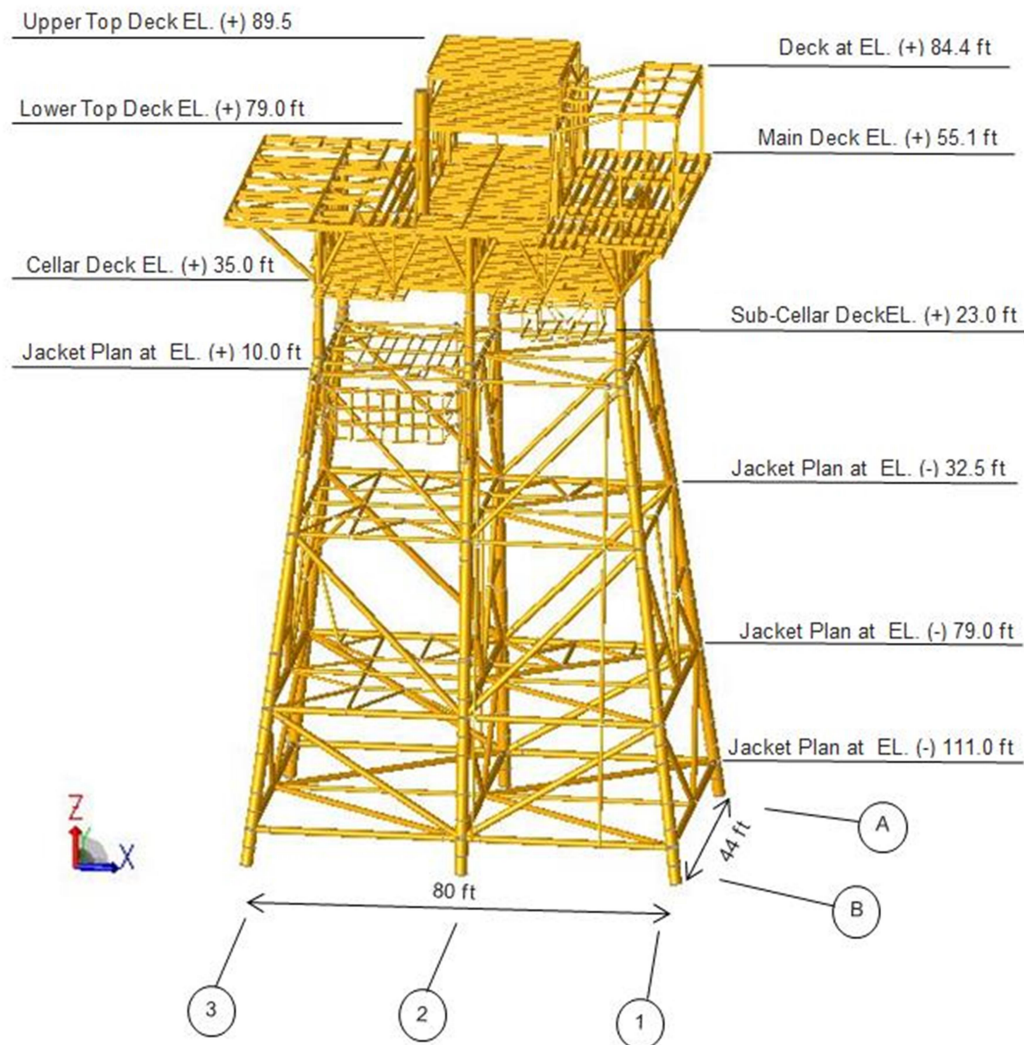 Upper Top Deck EL. (+) 89.5
Deck at EL. (+) 84.4 ft
Lower Top Deck EL. (+) 79.0 ft
Main Deck EL. (+) 55.1 ft
Cellar Deck EL. (+) 35.0 ft
Sub-Cellar DeckEL. (+) 23.0 ft
Jacket Plan at EL. (+) 10.0 ft
Jacket Plan at EL. (-) 32.5 ft
Jacket Plan at EL. (-) 79.0 ft
Jacket Plan at EL. (-) 111.0 ft
Z
Y
X
A
44 ft
80 ft
B
3
2
1